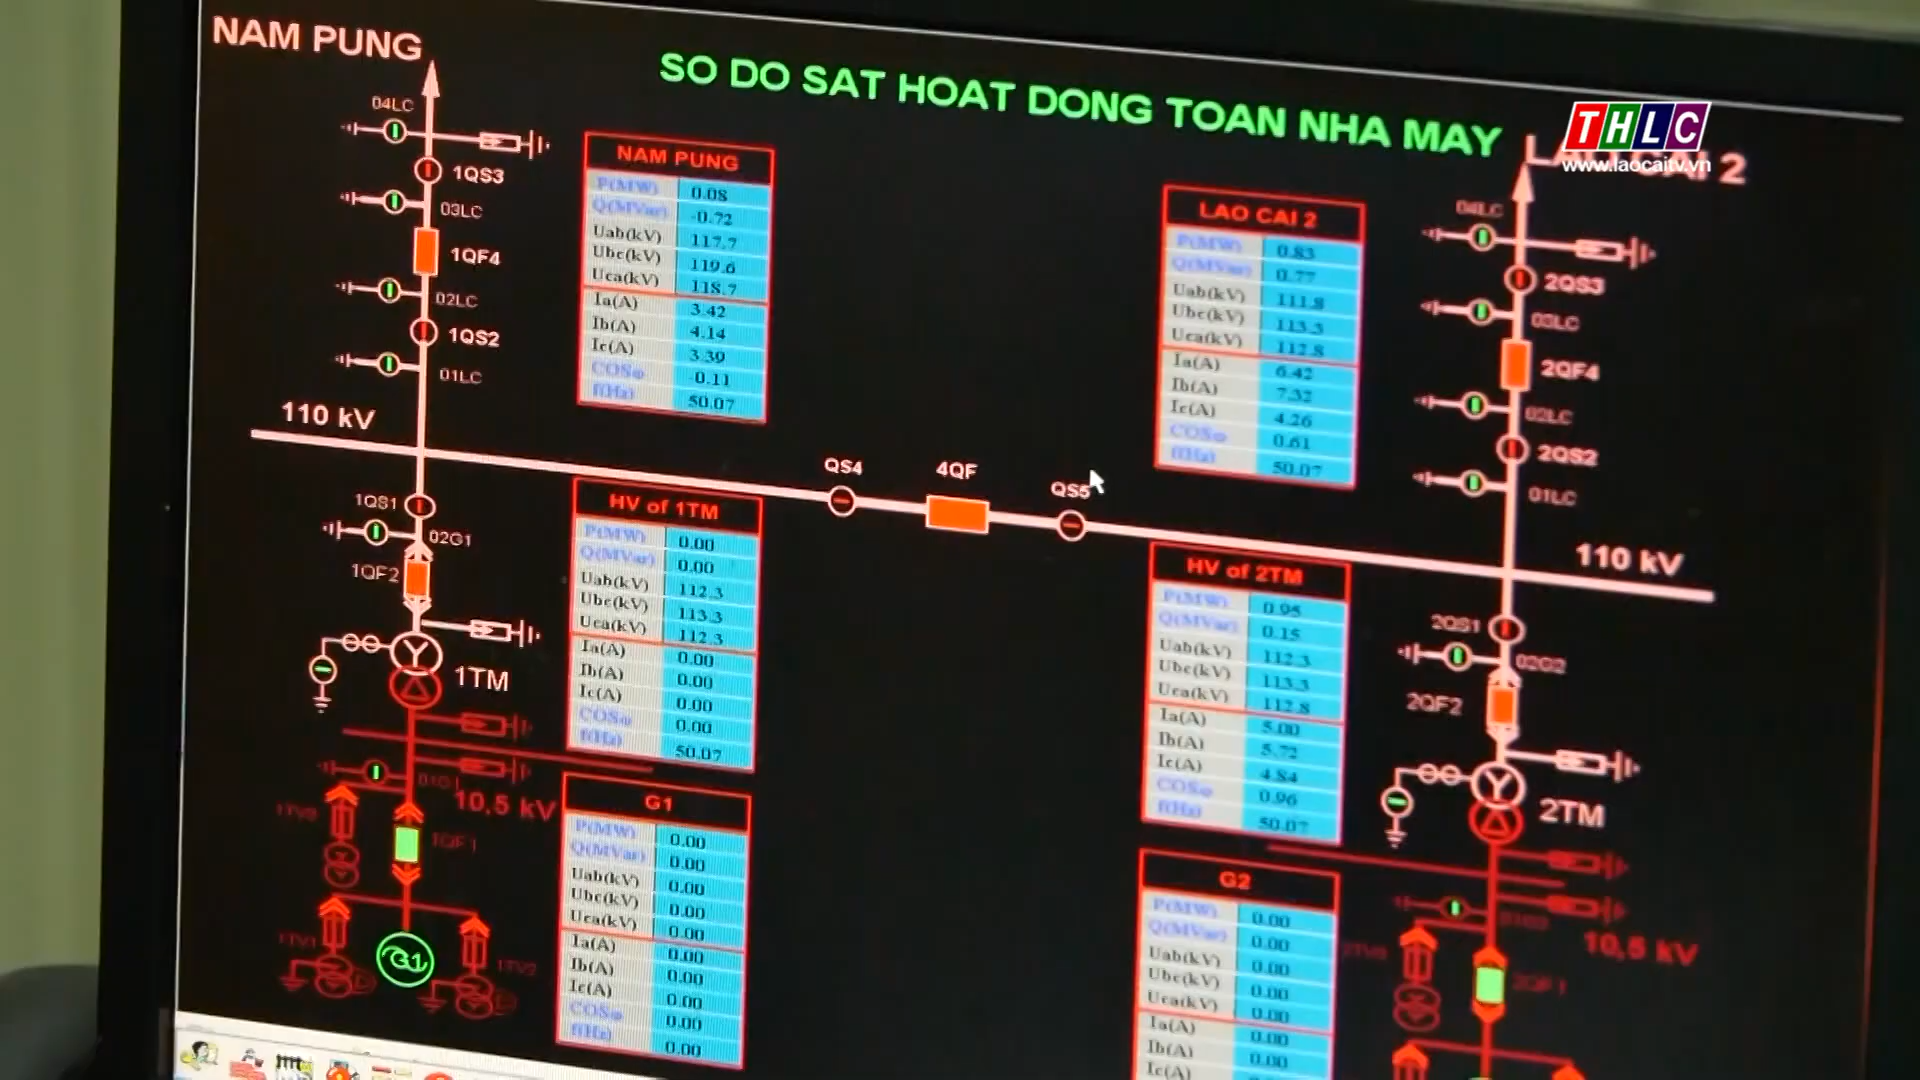 NAM PUNG
SO DO SAT HOAT DONG TOAN NHA MAY
THLC
www.laocaitv.vn
LAO CAI 2
04LC
1QS3
03LC
1QF4
02LC
1QS2
01LC
110 kV
NAM PUNG
P(MW) 0.08
Q(MVar) -0.72
Uab(kV) 117.7
Ubc(kV) 119.6
Uca(kV) 118.7
Ia(A) 3.42
Ib(A) 4.14
Ic(A) 3.39
COSφ -0.11
f(Hz) 50.07
LAO CAI 2
P(MW) 0.83
Q(MVar) 0.77
Uab(kV) 111.8
Ubc(kV) 113.3
Uca(kV) 112.8
Ia(A) 6.42
Ib(A) 7.32
Ic(A) 4.26
COSφ 0.61
f(Hz) 50.07
04LC
2QS3
03LC
2QF4
02LC
2QS2
01LC
QS4
4QF
QS5
110 kV
1QS1
02G1
1QF2
1TM
HV of 1TM
P(MW) 0.00
Q(MVar) 0.00
Uab(kV) 112.3
Ubc(kV) 113.3
Uca(kV) 112.3
Ia(A) 0.00
Ib(A) 0.00
Ic(A) 0.00
COSφ 0.00
f(Hz) 50.07
HV of 2TM
P(MW) 0.95
Q(MVar) 0.15
Uab(kV) 112.3
Ubc(kV) 113.3
Uca(kV) 112.8
Ia(A) 5.00
Ib(A) 5.72
Ic(A) 4.84
COSφ 0.96
f(Hz) 50.07
2QS1
02G2
2QF2
2TM
10,5 kV
1QF1
1TV2
G1
G1
P(MW) 0.00
Q(MVar) 0.00
Uab(kV) 0.00
Ubc(kV) 0.00
Uca(kV) 0.00
Ia(A) 0.00
Ib(A) 0.00
Ic(A) 0.00
COSφ 0.00
f(Hz) 0.00
G2
P(MW) 0.00
Q(MVar) 0.00
Uab(kV) 0.00
Ubc(kV) 0.00
Uca(kV) 0.00
Ia(A) 0.00
Ib(A) 0.00
Ic(A)
10,5 kV
2QF1